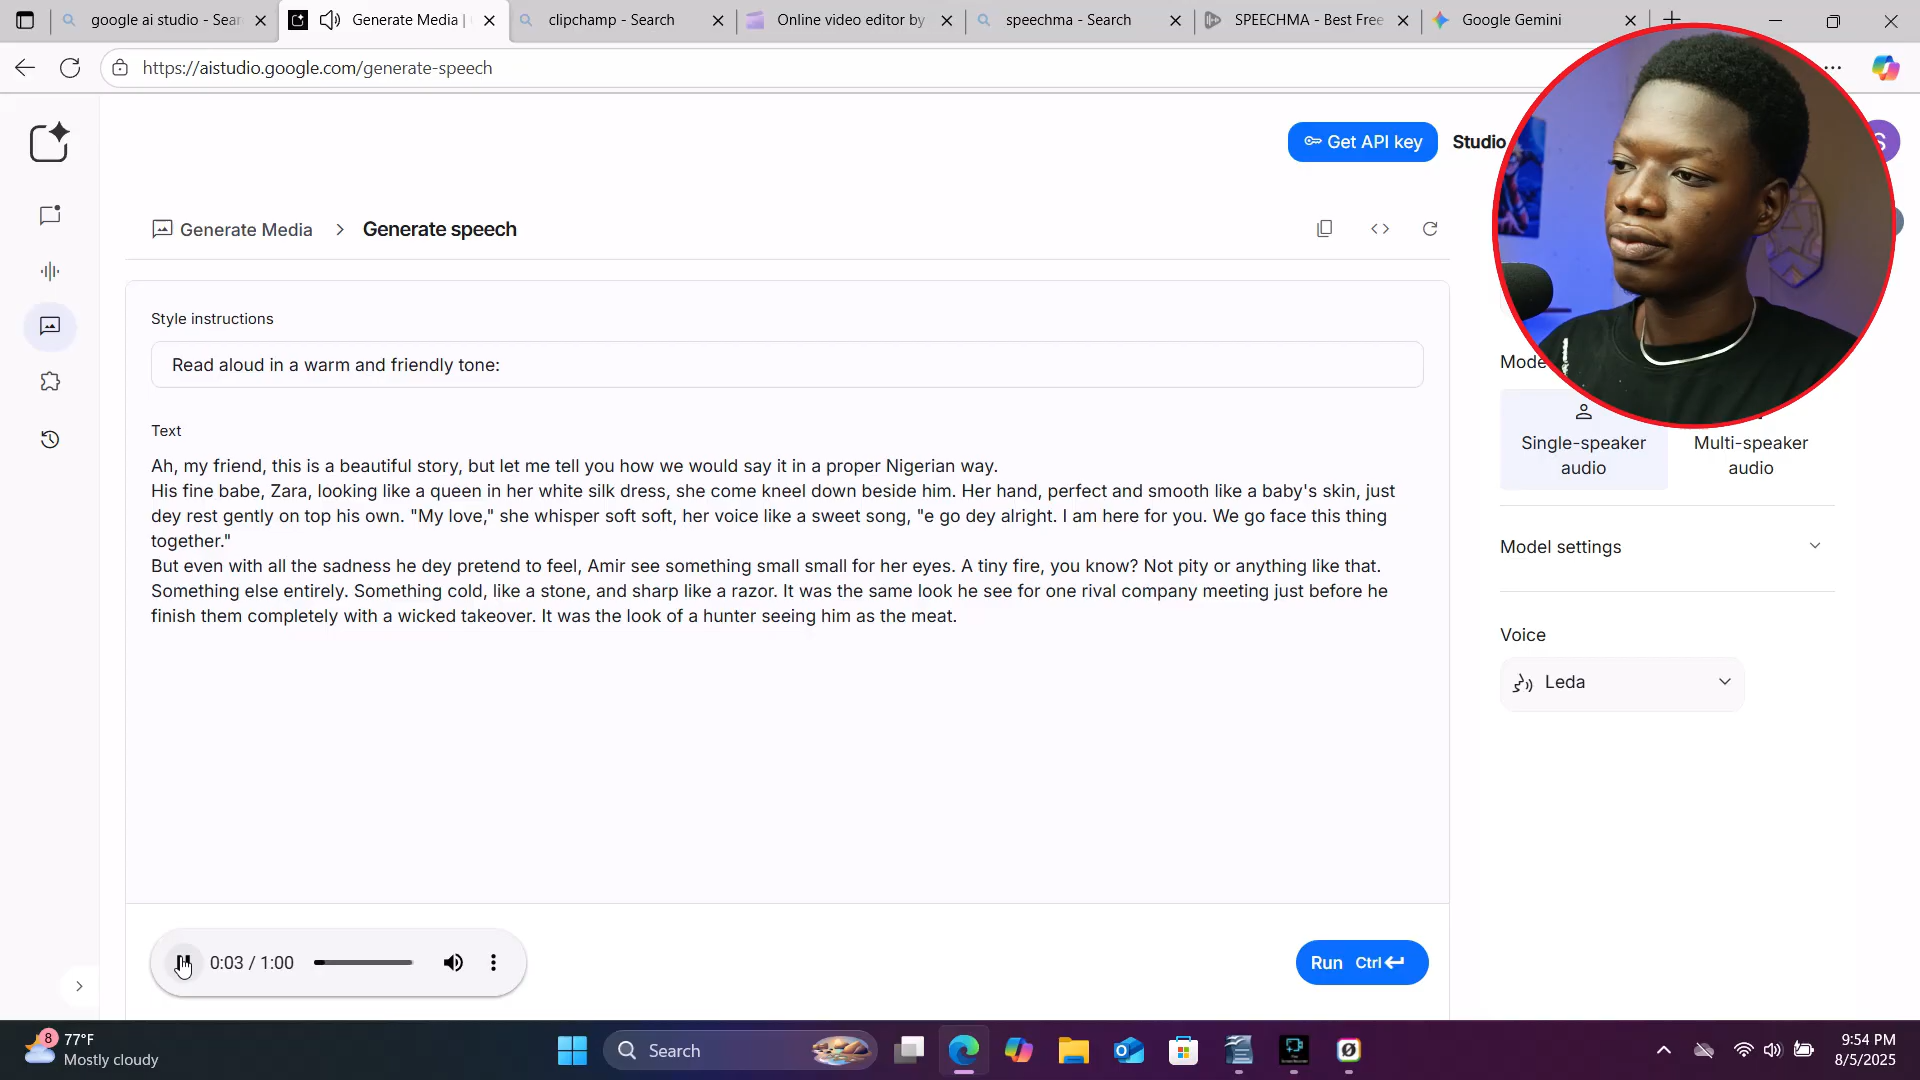 google ai studio - Sear
Generate Media |
clipchamp - Search
Online video editor by
speechma - Search
SPEECHMA - Best Free
Google Gemini
https://aistudio.google.com/generate-speech
Get API key
Studio
S
Generate Media > Generate speech
Style instructions
Read aloud in a warm and friendly tone:
Text
Ah, my friend, this is a beautiful story, but let me tell you how we would say it in a proper Nigerian way.
His fine babe, Zara, looking like a queen in her white silk dress, she come kneel down beside him. Her hand, perfect and smooth like a baby's skin, just
dey rest gently on top his own. "My love," she whisper soft soft, her voice like a sweet song, "e go dey alright. I am here for you. We go face this thing
together."
But even with all the sadness he dey pretend to feel, Amir see something small small for her eyes. A tiny fire, you know? Not pity or anything like that.
Something else entirely. Something cold, like a stone, and sharp like a razor. It was the same look he see for one rival company meeting just before he
finish them completely with a wicked takeover. It was the look of a hunter seeing him as the meat.
0:03 / 1:00
Run Ctrl
Mode
Single-speaker
audio
Multi-speaker
audio
Model settings
Voice
Leda
8
77°F
Mostly cloudy
Search
9:54 PM
8/5/2025